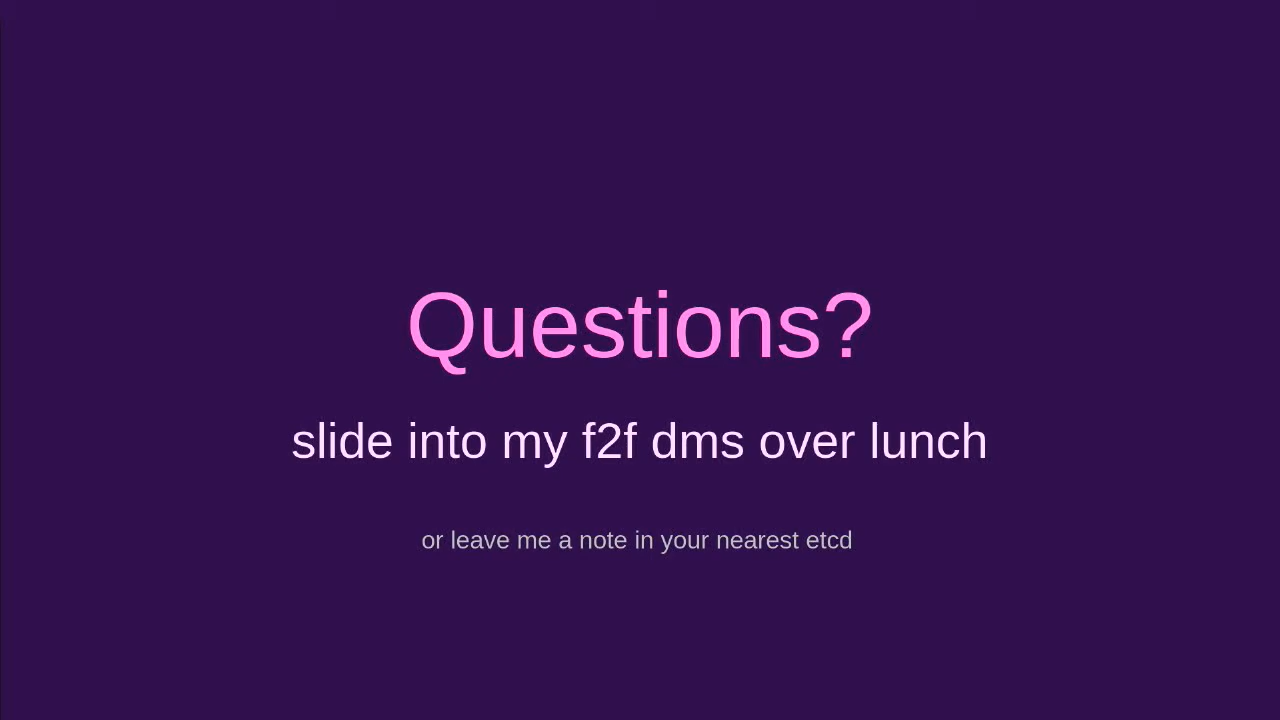 Questions?
slide into my f2f dms over lunch
or leave me a note in your nearest etcd